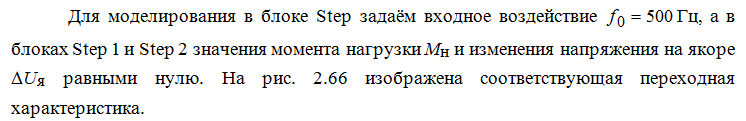 Для моделирования в блоке Step задаём входное воздействие f₀ = 500 Гц, а в
блоках Step 1 и Step 2 значения момента нагрузки Mн и изменения напряжения на якоре
ΔUя равными нулю. На рис. 2.66 изображена соответствующая переходная
характеристика.